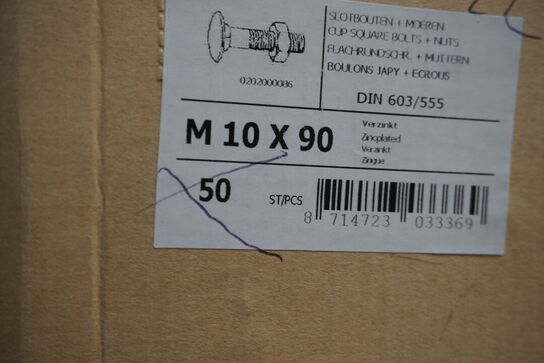 SLOTBOUTEN + MOEREN
CUP SQUARE BOLTS + NUTS
FLACHRUNDSCHR. + MUTTERN
BOULONS JAPY + ECROUS
0202000086
DIN 603/555
M 10 X 90
Verzinkt
Zincplated
Verzinkt
Zingue
50 ST/PCS
8 714723 033369